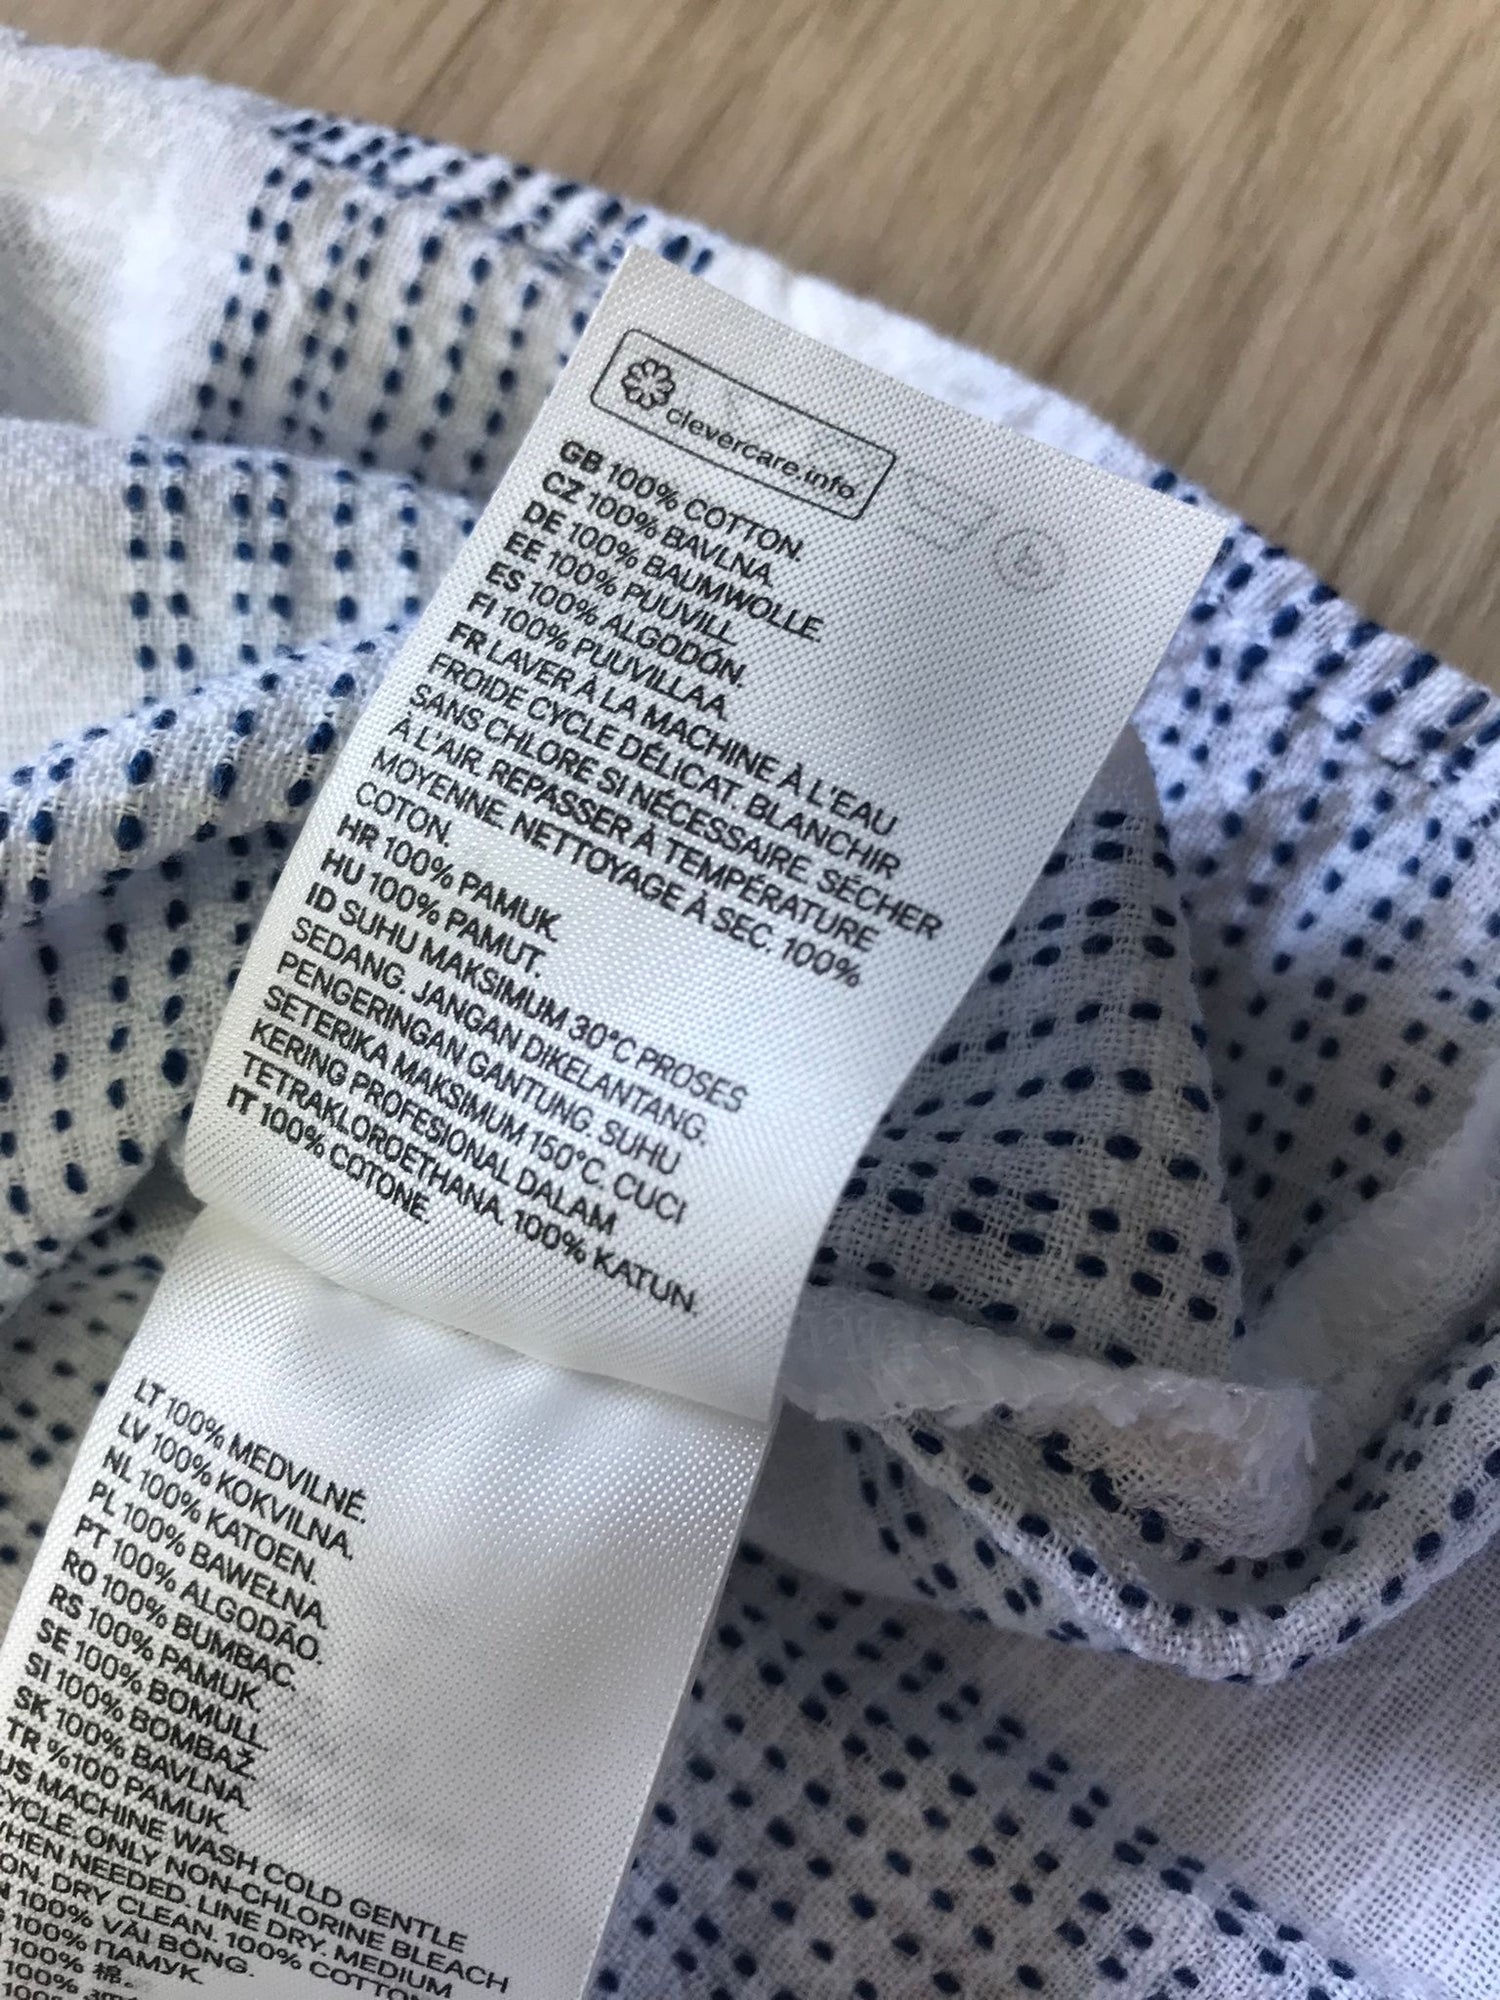 clevercare.info
GB 100% COTTON.
CZ 100% BAVLNA.
DE 100% BAUMWOLLE.
EE 100% PUUVILL.
ES 100% ALGODÓN.
FI 100% PUUVILLAA.
FR LAVER À LA MACHINE À L'EAU
FROIDE CYCLE DÉLICAT. BLANCHIR
SANS CHLORE SI NÉCESSAIRE. SÉCHER
À L'AIR. REPASSER À TEMPÉRATURE
MOYENNE. NETTOYAGE À SEC. 100%
COTON.
HR 100% PAMUK.
HU 100% PAMUT.
ID SUHU MAKSIMUM 30°C PROSES
SEDANG. JANGAN DIKELANTANG.
PENGERINGAN GANTUNG. SUHU
SETERIKA MAKSIMUM 150°C. CUCI
KERING PROFESIONAL DALAM
TETRAKLOROETHANA. 100% KATUN.
IT 100% COTONE.
LT 100% MEDVILNĖ.
LV 100% KOKVILNA.
NL 100% KATOEN.
PL 100% BAWEŁNA.
PT 100% ALGODÃO.
RO 100% BUMBAC.
RS 100% PAMUK.
SE 100% BOMULL.
SI 100% BOMBAŽ.
SK 100% BAVLNA.
TR %100 PAMUK.
US MACHINE WASH COLD GENTLE
CYCLE. ONLY NON-CHLORINE BLEACH
WHEN NEEDED. LINE DRY. MEDIUM
ON. DRY CLEAN. 100% COTTON
100% VẢI BÔNG.
100% ПАМУК.
100% 棉。
100%
100%